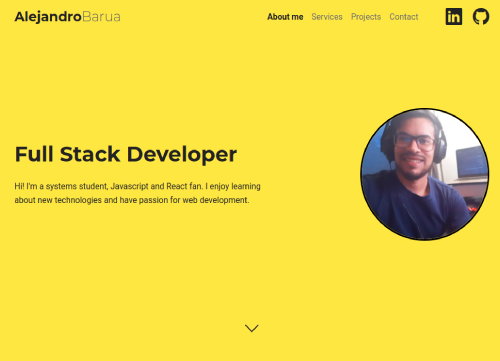 AlejandroBarua
About me Services Projects Contact
in
Full Stack Developer
Hi! I'm a systems student, Javascript and React fan. I enjoy learning
about new technologies and have passion for web development.